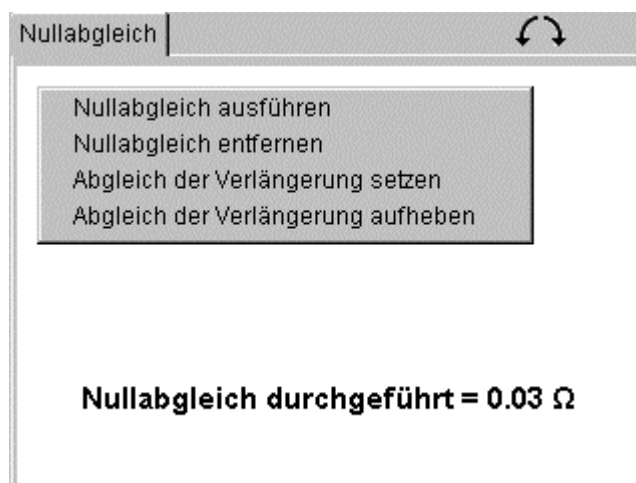 Nullabgleich
Nullabgleich ausführen
Nullabgleich entfernen
Abgleich der Verlängerung setzen
Abgleich der Verlängerung aufheben
Nullabgleich durchgeführt = 0.03 Ω